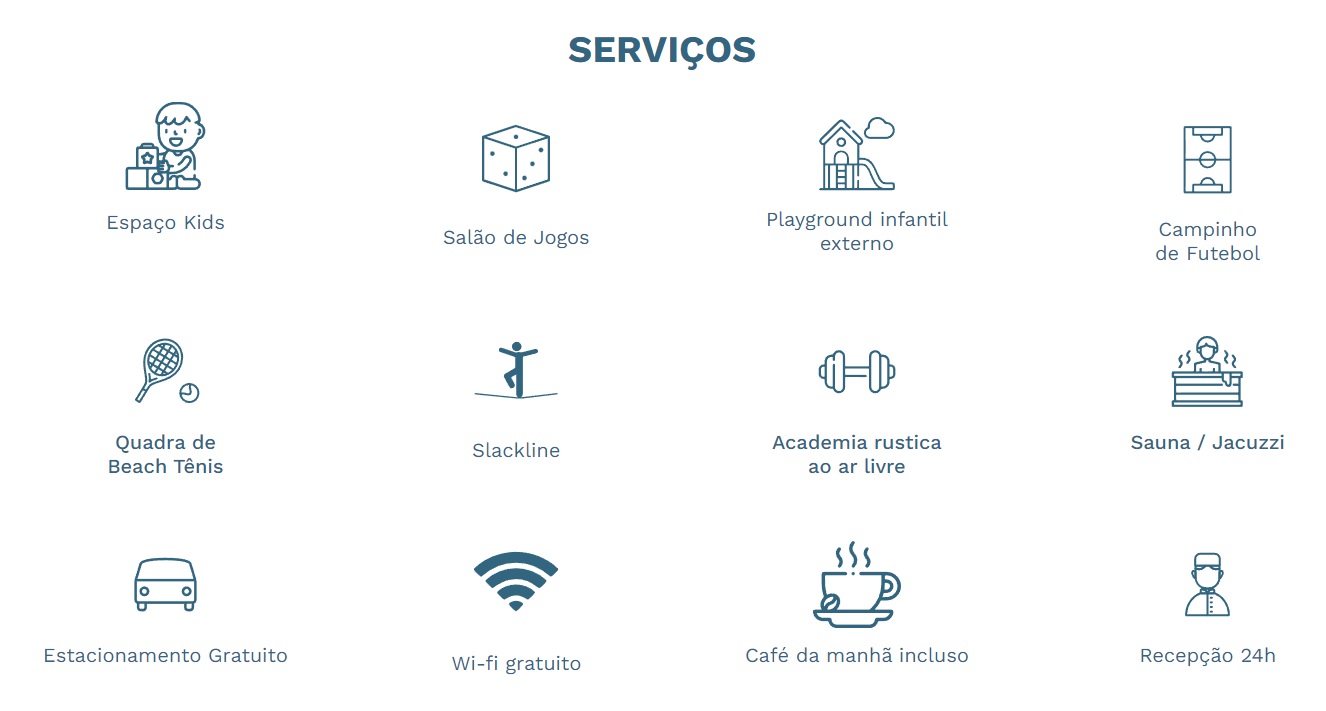 SERVIÇOS
Espaço Kids
Salão de Jogos
Playground infantil
externo
Campinho
de Futebol
Quadra de
Beach Tênis
Slackline
Academia rustica
ao ar livre
Sauna / Jacuzzi
Estacionamento Gratuito
Wi-fi gratuito
Café da manhã incluso
Recepção 24h